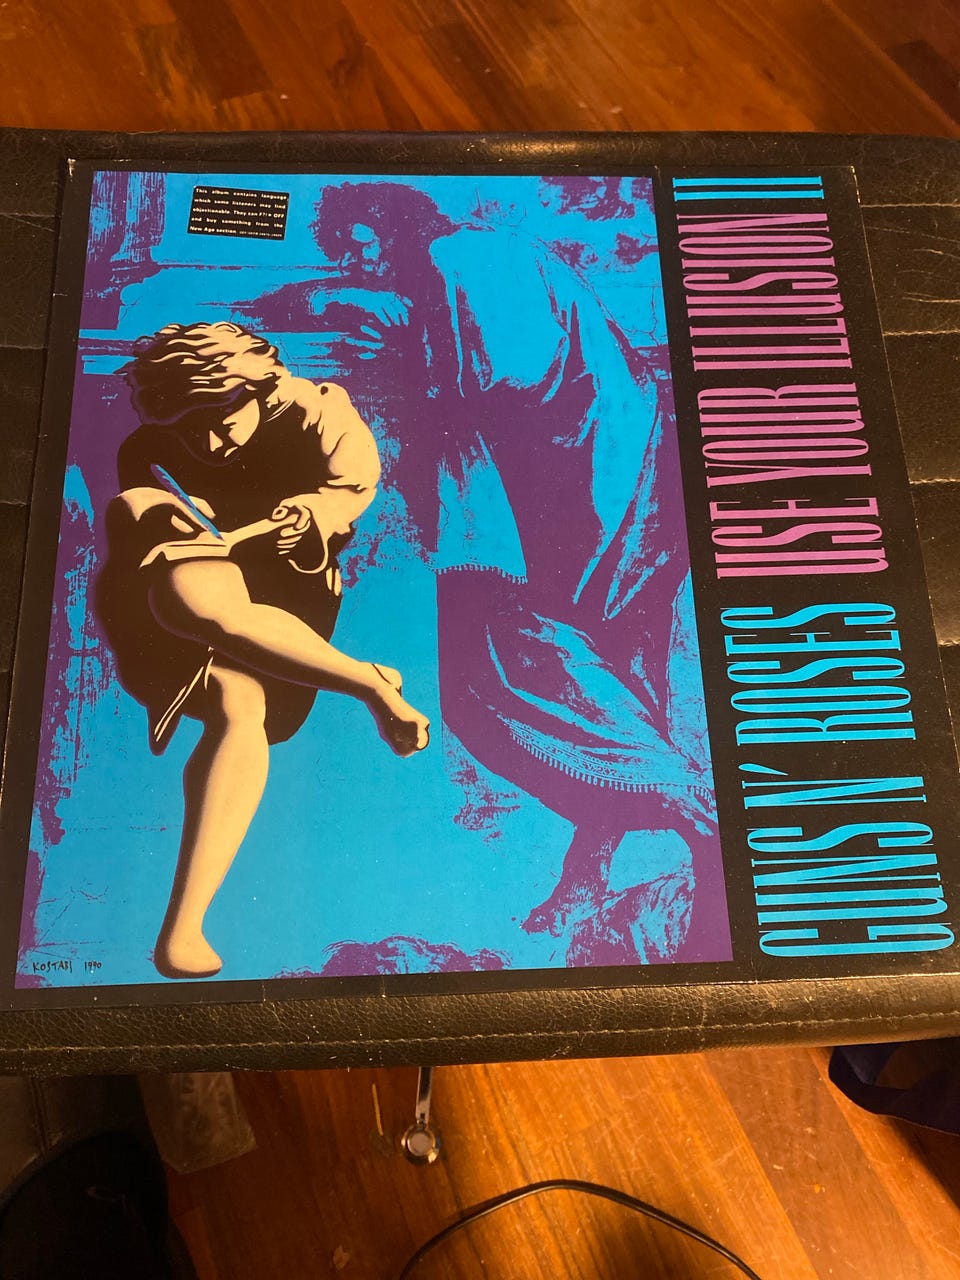 This album contains language
which some listeners may find
objectionable. They can F?!* OFF
and buy something from the
New Age section.
KOSTABI 1990
GUNS N' ROSES USE YOUR ILLUSION II